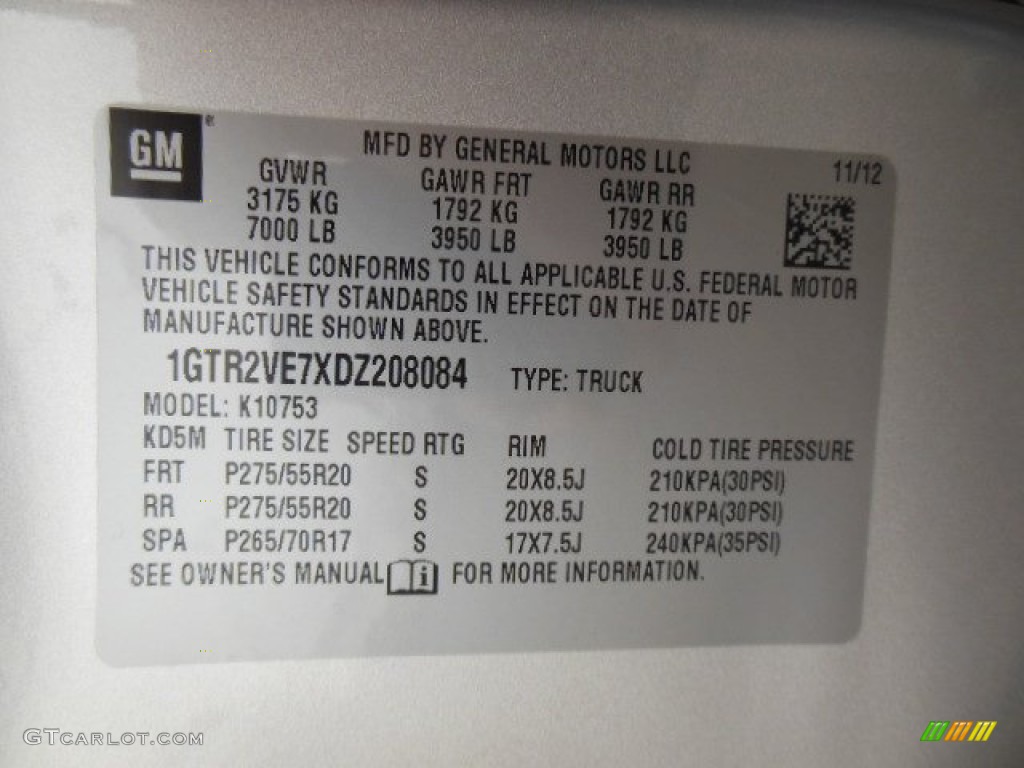 GM
MFD BY GENERAL MOTORS LLC 11/12
GVWR GAWR FRT GAWR RR
3175 KG 1792 KG 1792 KG
7000 LB 3950 LB 3950 LB
THIS VEHICLE CONFORMS TO ALL APPLICABLE U.S. FEDERAL MOTOR
VEHICLE SAFETY STANDARDS IN EFFECT ON THE DATE OF
MANUFACTURE SHOWN ABOVE.
1GTR2VE7XDZ208084 TYPE: TRUCK
MODEL: K10753
KD5M TIRE SIZE SPEED RTG RIM COLD TIRE PRESSURE
FRT P275/55R20 S 20X8.5J 210KPA(30PSI)
RR P275/55R20 S 20X8.5J 210KPA(30PSI)
SPA P265/70R17 S 17X7.5J 240KPA(35PSI)
SEE OWNER'S MANUAL i FOR MORE INFORMATION.
GTCARLOT.COM